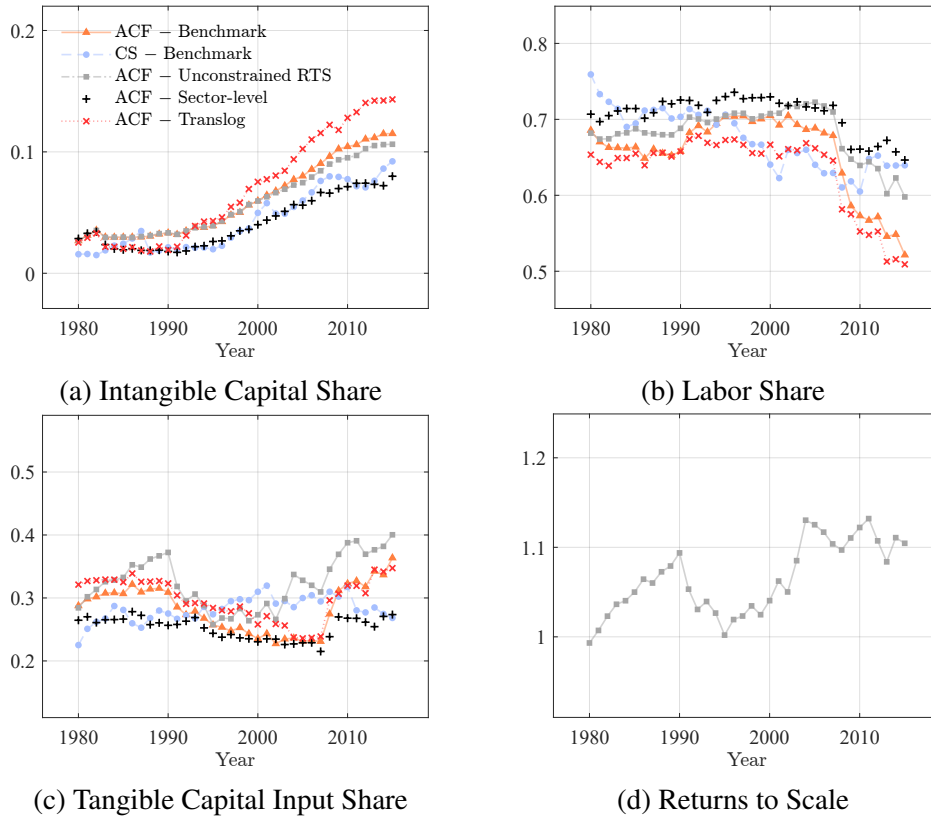 0.2
0.1
0
ACF − Benchmark
CS − Benchmark
ACF − Unconstrained RTS
ACF − Sector-level
ACF − Translog
1980 1990 2000 2010
Year
(a) Intangible Capital Share
0.8
0.7
0.6
0.5
1980 1990 2000 2010
Year
(b) Labor Share
0.5
0.4
0.3
0.2
1980 1990 2000 2010
Year
(c) Tangible Capital Input Share
1.2
1.1
1
1980 1990 2000 2010
Year
(d) Returns to Scale